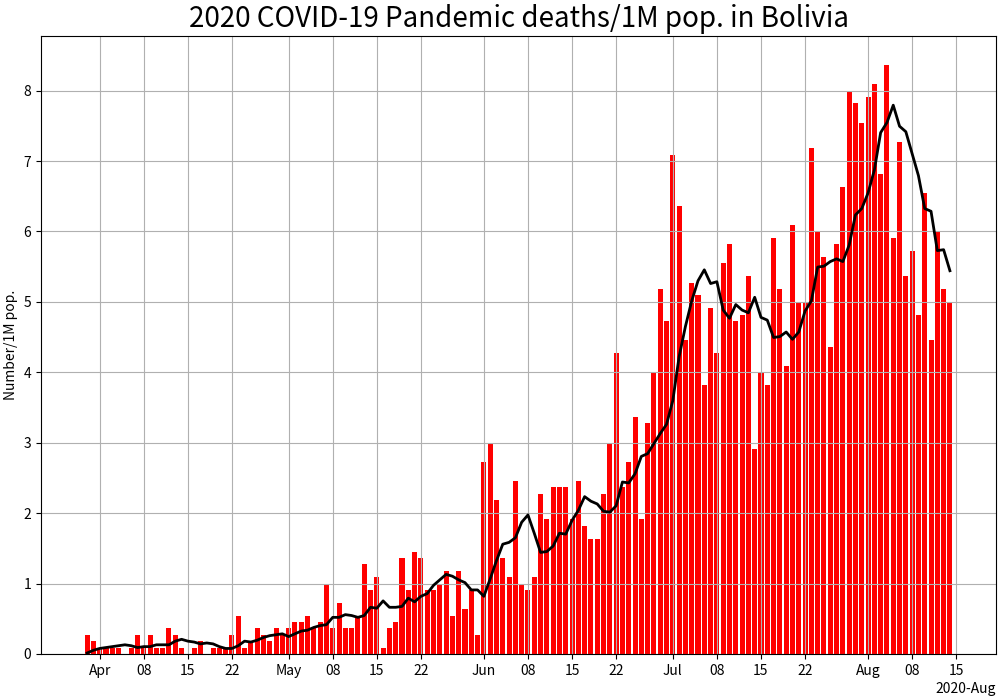 2020 COVID-19 Pandemic deaths/1M pop. in Bolivia
Number/1M pop.
8
7
6
5
4
3
2
1
0
Apr 08 15 22 May 08 15 22 Jun 08 15 22 Jul 08 15 22 Aug 08 15
2020-Aug